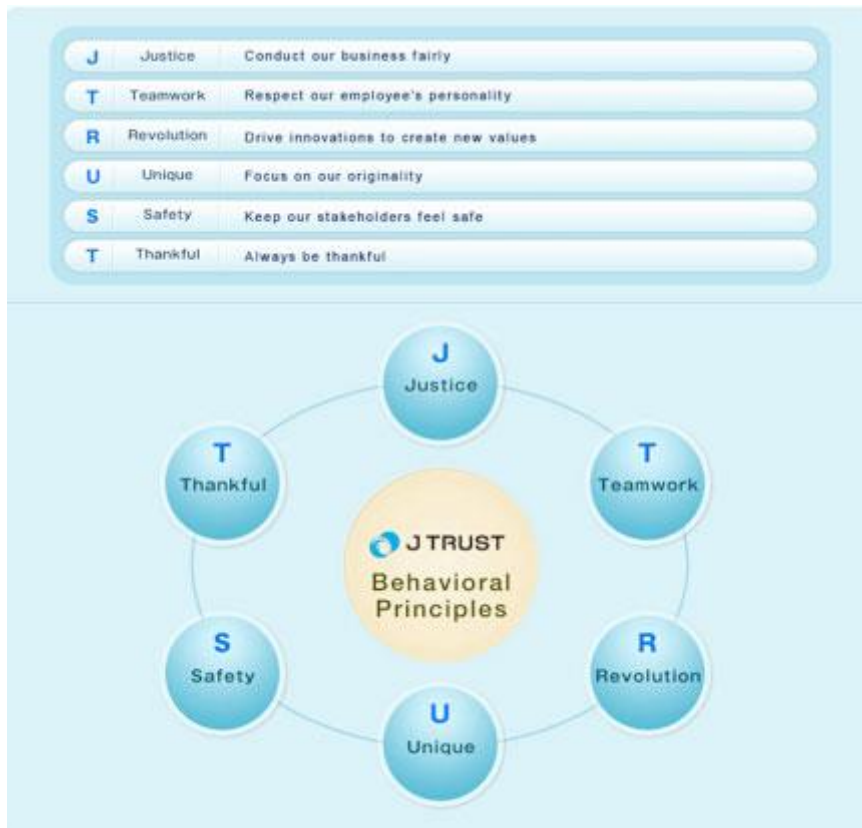 J Justice Conduct our business fairly
T Teamwork Respect our employee's personality
R Revolution Drive innovations to create new values
U Unique Focus on our originality
S Safety Keep our stakeholders feel safe
T Thankful Always be thankful
J
Justice
T
Thankful
T
Teamwork
J TRUST
Behavioral
Principles
S
Safety
R
Revolution
U
Unique